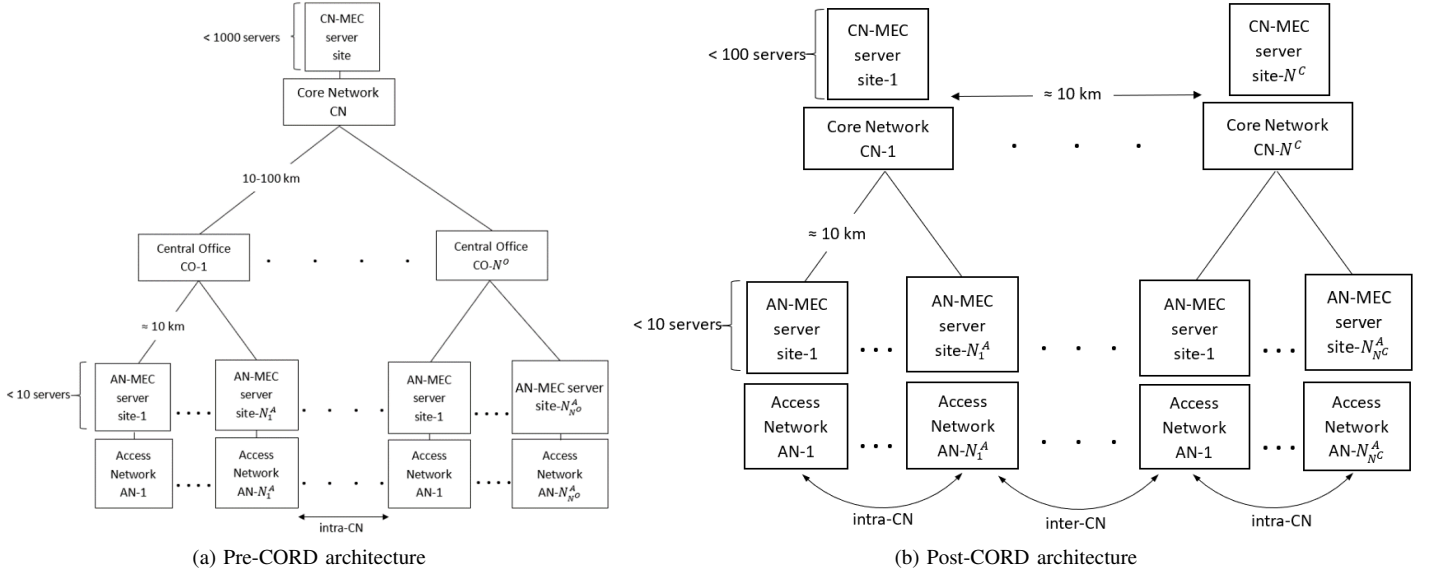 CN-MEC
server
site
< 1000 servers
Core Network
CN
10-100 km
Central Office
CO-1
. . . .
Central Office
CO-N^O
≈ 10 km
< 10 servers
AN-MEC
server
site-1
....
AN-MEC
server
site-N_1^A
. . . .
AN-MEC
server
site-1
....
AN-MEC server
site-N_{N^O}^A
Access
Network
AN-1
....
Access
Network
AN-N_1^A
. . . .
Access
Network
AN-1
....
Access
Network
AN-N_{N^O}^A
intra-CN
(a) Pre-CORD architecture
< 100 servers
CN-MEC
server
site-1
≈ 10 km
CN-MEC
server
site-N^C
Core Network
CN-1
. . .
Core Network
CN-N^C
≈ 10 km
< 10 servers
AN-MEC
server
site-1
...
AN-MEC
server
site-N_1^A
. . .
AN-MEC
server
site-1
...
AN-MEC
server
site-N_{N^C}^A
Access
Network
AN-1
...
Access
Network
AN-N_1^A
. . .
Access
Network
AN-1
...
Access
Network
AN-N_{N^C}^A
intra-CN
inter-CN
intra-CN
(b) Post-CORD architecture